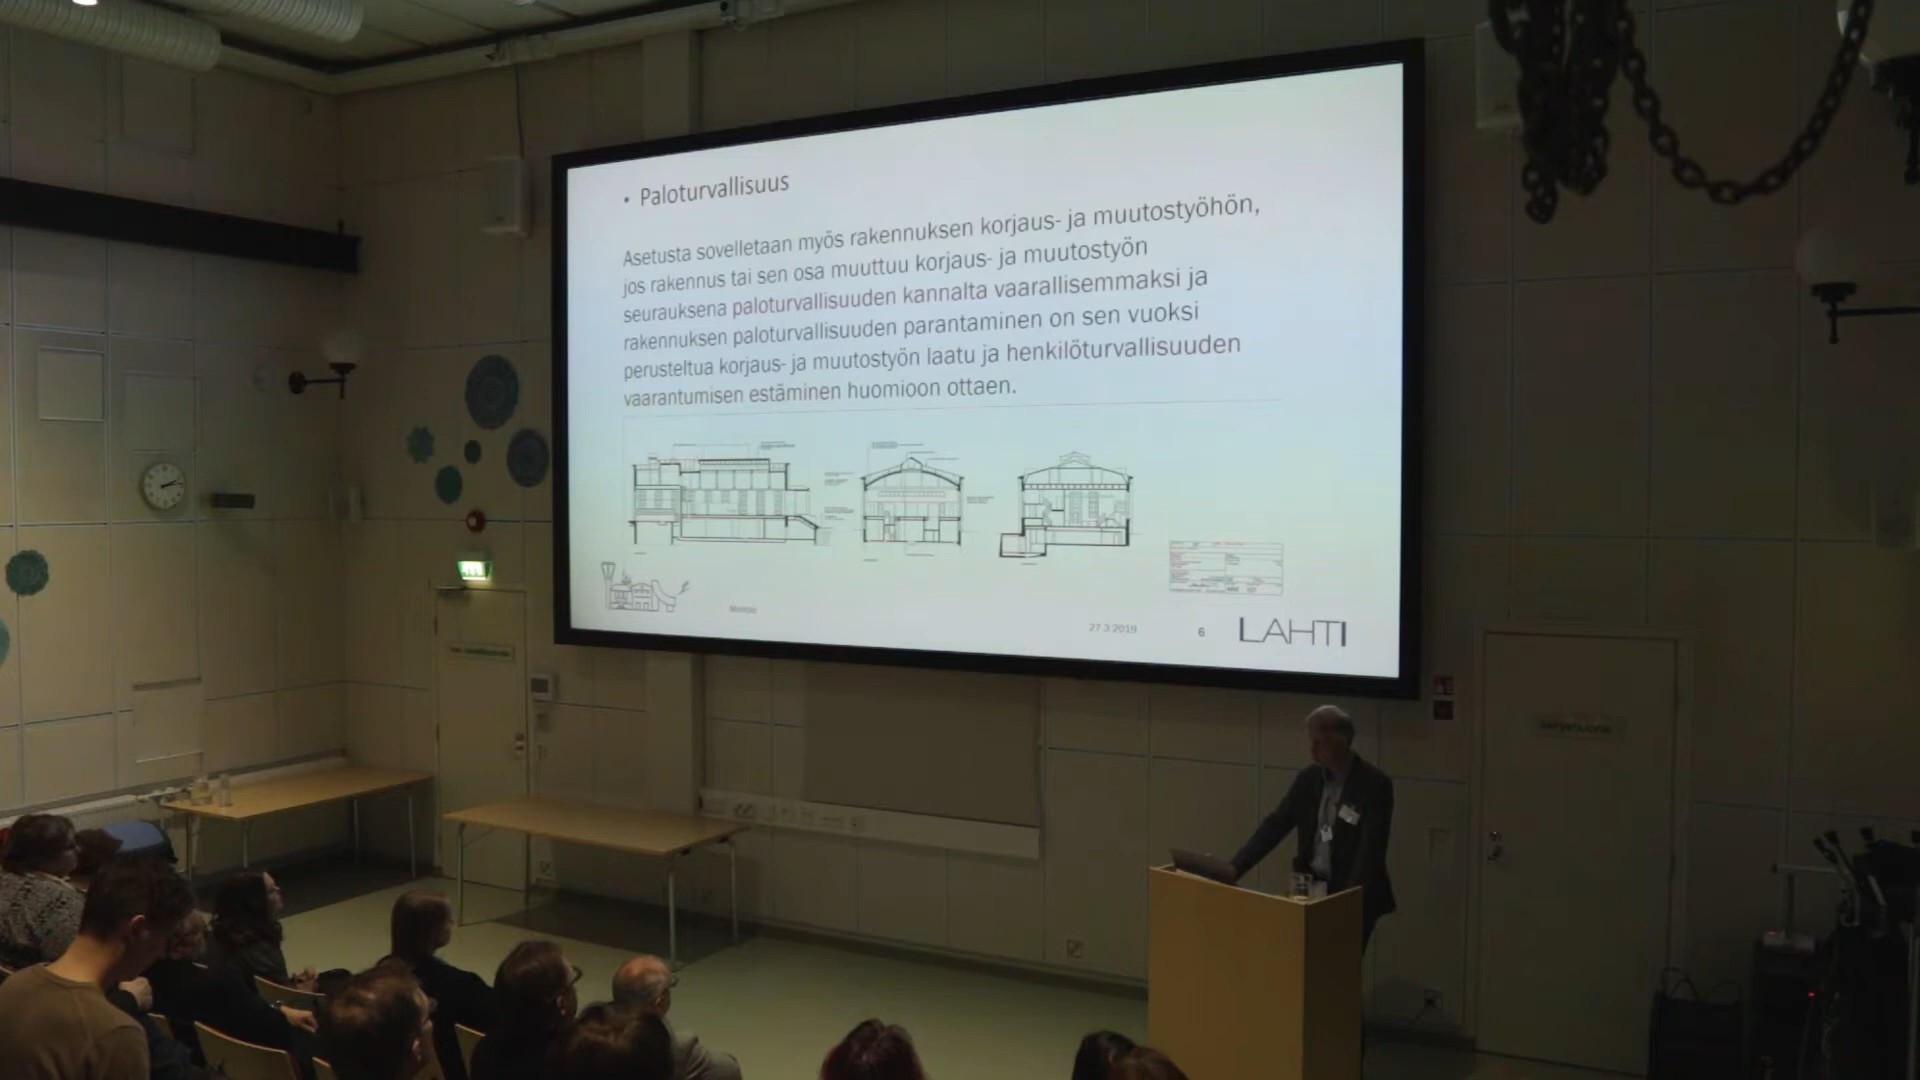 • Paloturvallisuus
Asetusta sovelletaan myös rakennuksen korjaus- ja muutostyöhön,
jos rakennus tai sen osa muuttuu korjaus- ja muutostyön
seurauksena paloturvallisuuden kannalta vaarallisemmaksi ja
rakennuksen paloturvallisuuden parantaminen on sen vuoksi
perusteltua korjaus- ja muutostyön laatu ja henkilöturvallisuuden
vaarantumisen estäminen huomioon ottaen.
27.3.2019
6
LAHTI